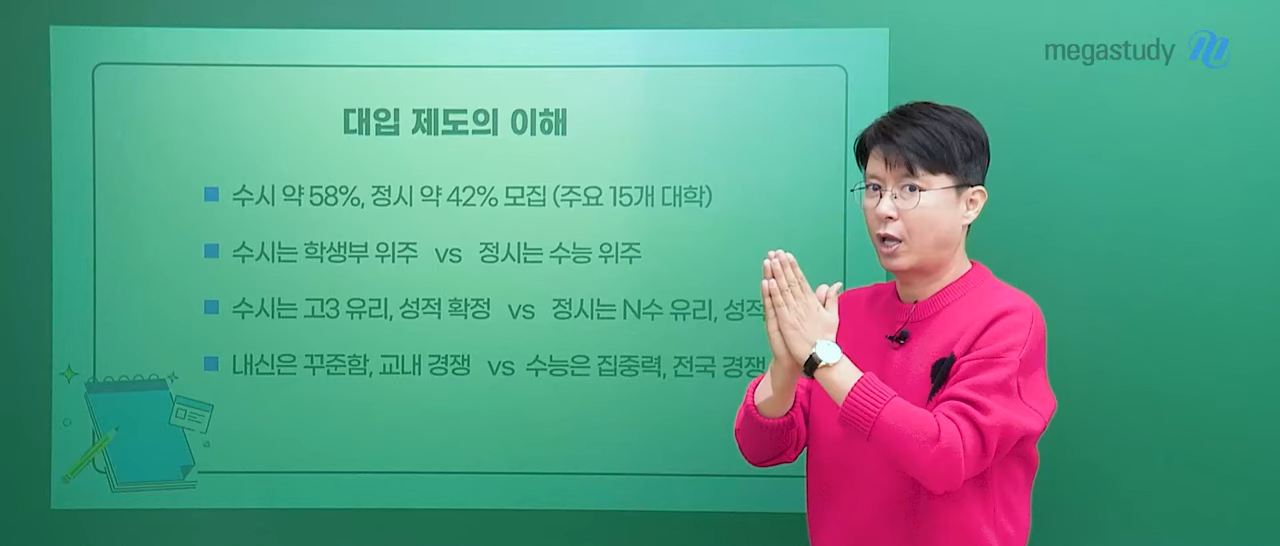 megastudy
대입 제도의 이해
수시 약 58%, 정시 약 42% 모집 (주요 15개 대학)
수시는 학생부 위주 vs 정시는 수능 위주
수시는 고3 유리, 성적 확정 vs 정시는 N수 유리, 성적
내신은 꾸준함, 교내 경쟁 vs 수능은 집중력, 전국 경쟁